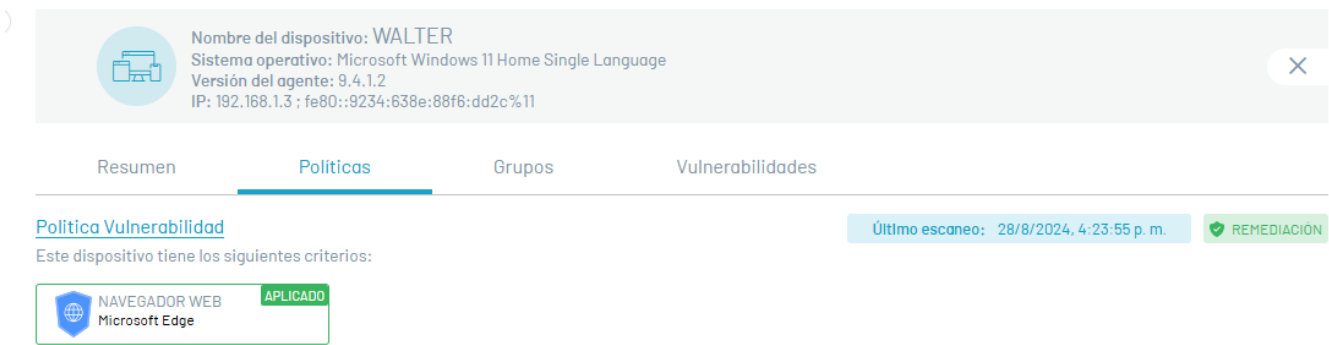 Nombre del dispositivo: WALTER
Sistema operativo: Microsoft Windows 11 Home Single Language
Versión del agente: 9.4.1.2
IP: 192.168.1.3 ; fe80::9234:638e:88f6:dd2c%11
Resumen Políticas Grupos Vulnerabilidades
Politica Vulnerabilidad
Último escaneo: 28/8/2024, 4:23:55 p. m. REMEDIACIÓN
Este dispositivo tiene los siguientes criterios:
NAVEGADOR WEB APLICADO
Microsoft Edge